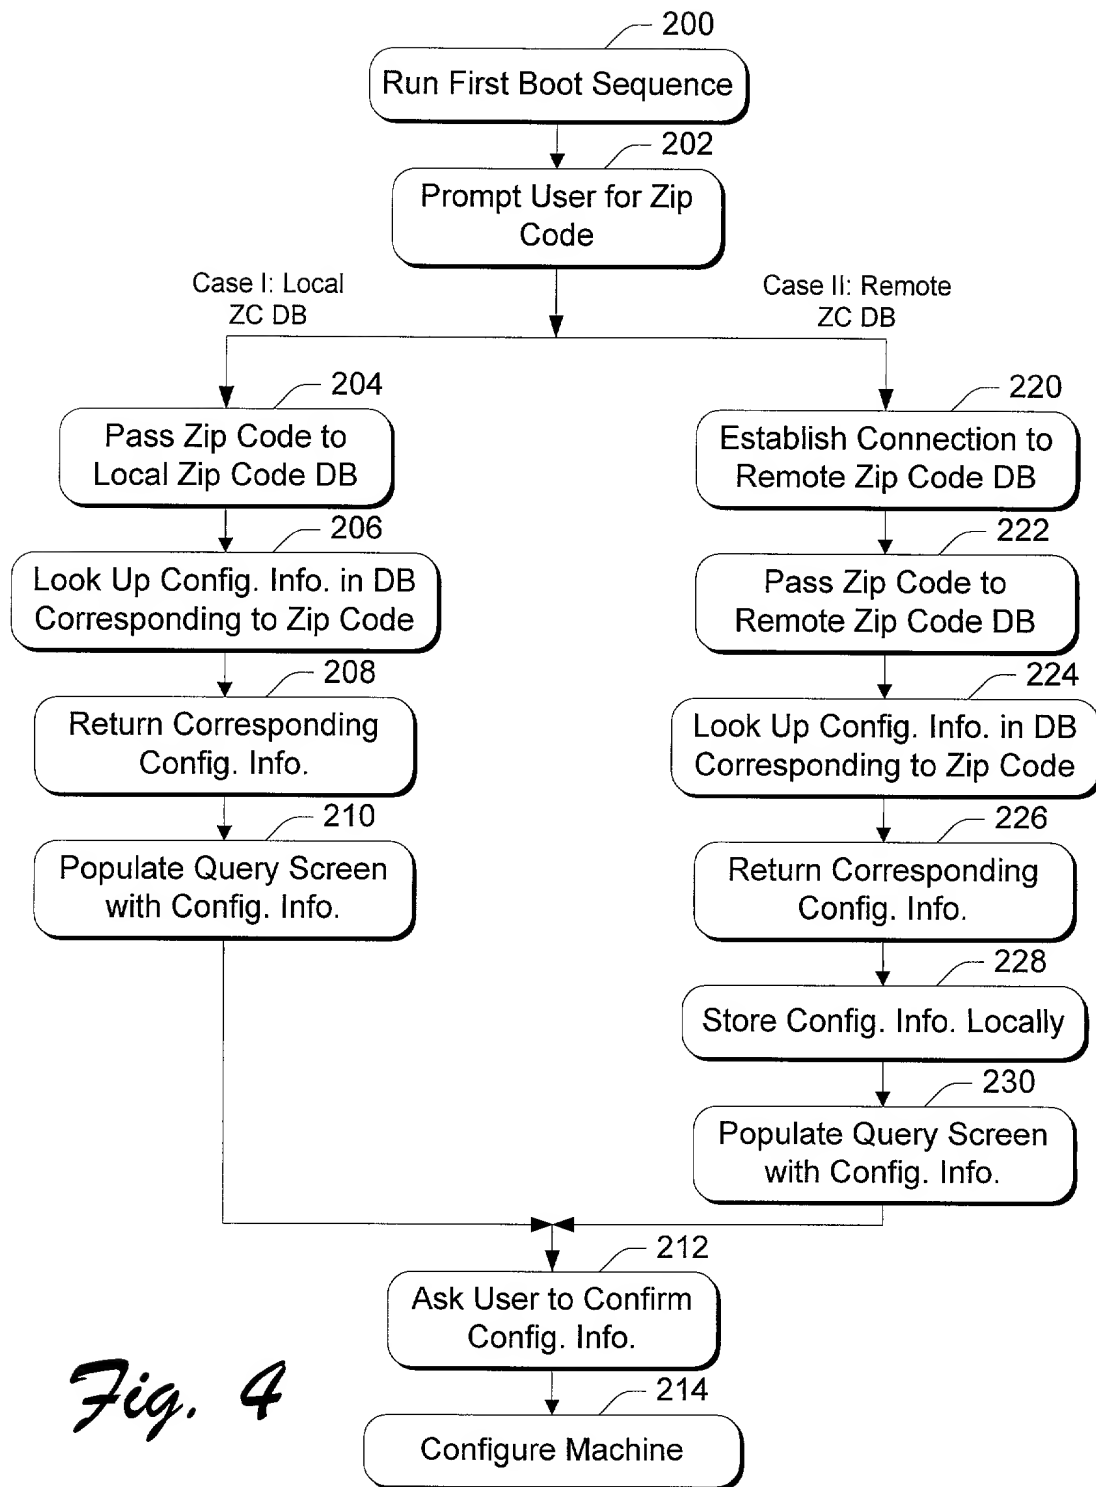 200
Run First Boot Sequence
202
Prompt User for Zip
Code
Case I: Local
ZC DB
Case II: Remote
ZC DB
204
Pass Zip Code to
Local Zip Code DB
206
Look Up Config. Info. in DB
Corresponding to Zip Code
208
Return Corresponding
Config. Info.
210
Populate Query Screen
with Config. Info.
220
Establish Connection to
Remote Zip Code DB
222
Pass Zip Code to
Remote Zip Code DB
224
Look Up Config. Info. in DB
Corresponding to Zip Code
226
Return Corresponding
Config. Info.
228
Store Config. Info. Locally
230
Populate Query Screen
with Config. Info.
212
Ask User to Confirm
Config. Info.
214
Configure Machine
Fig. 4